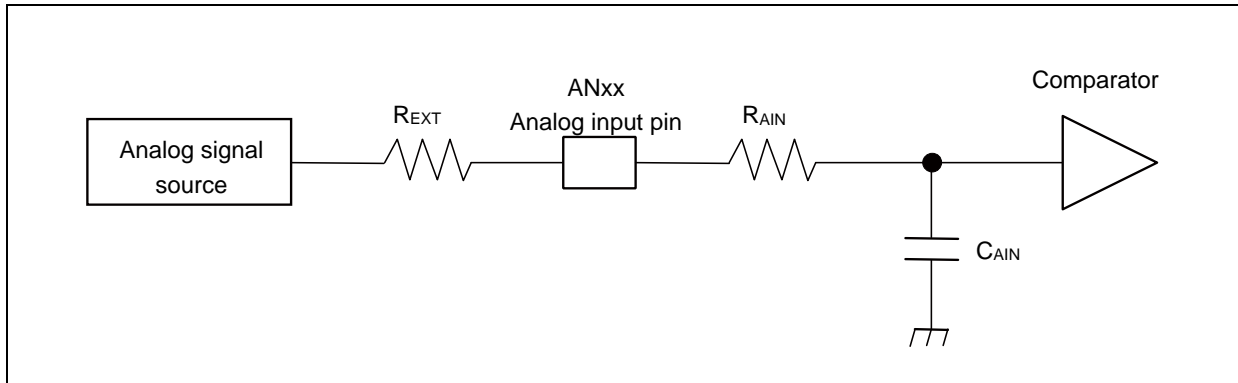 Comparator
ANxx
Analog input pin
REXT
RAIN
Analog signal
source
CAIN